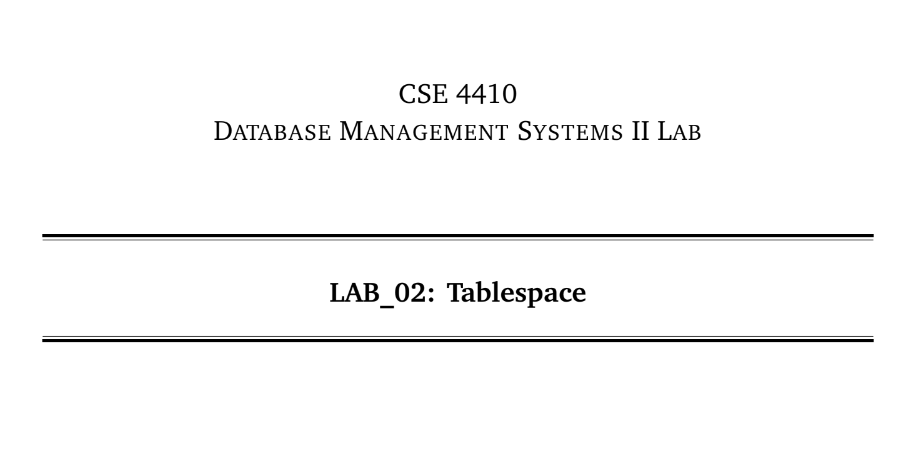 CSE 4410
DATABASE MANAGEMENT SYSTEMS II LAB
LAB_02: Tablespace